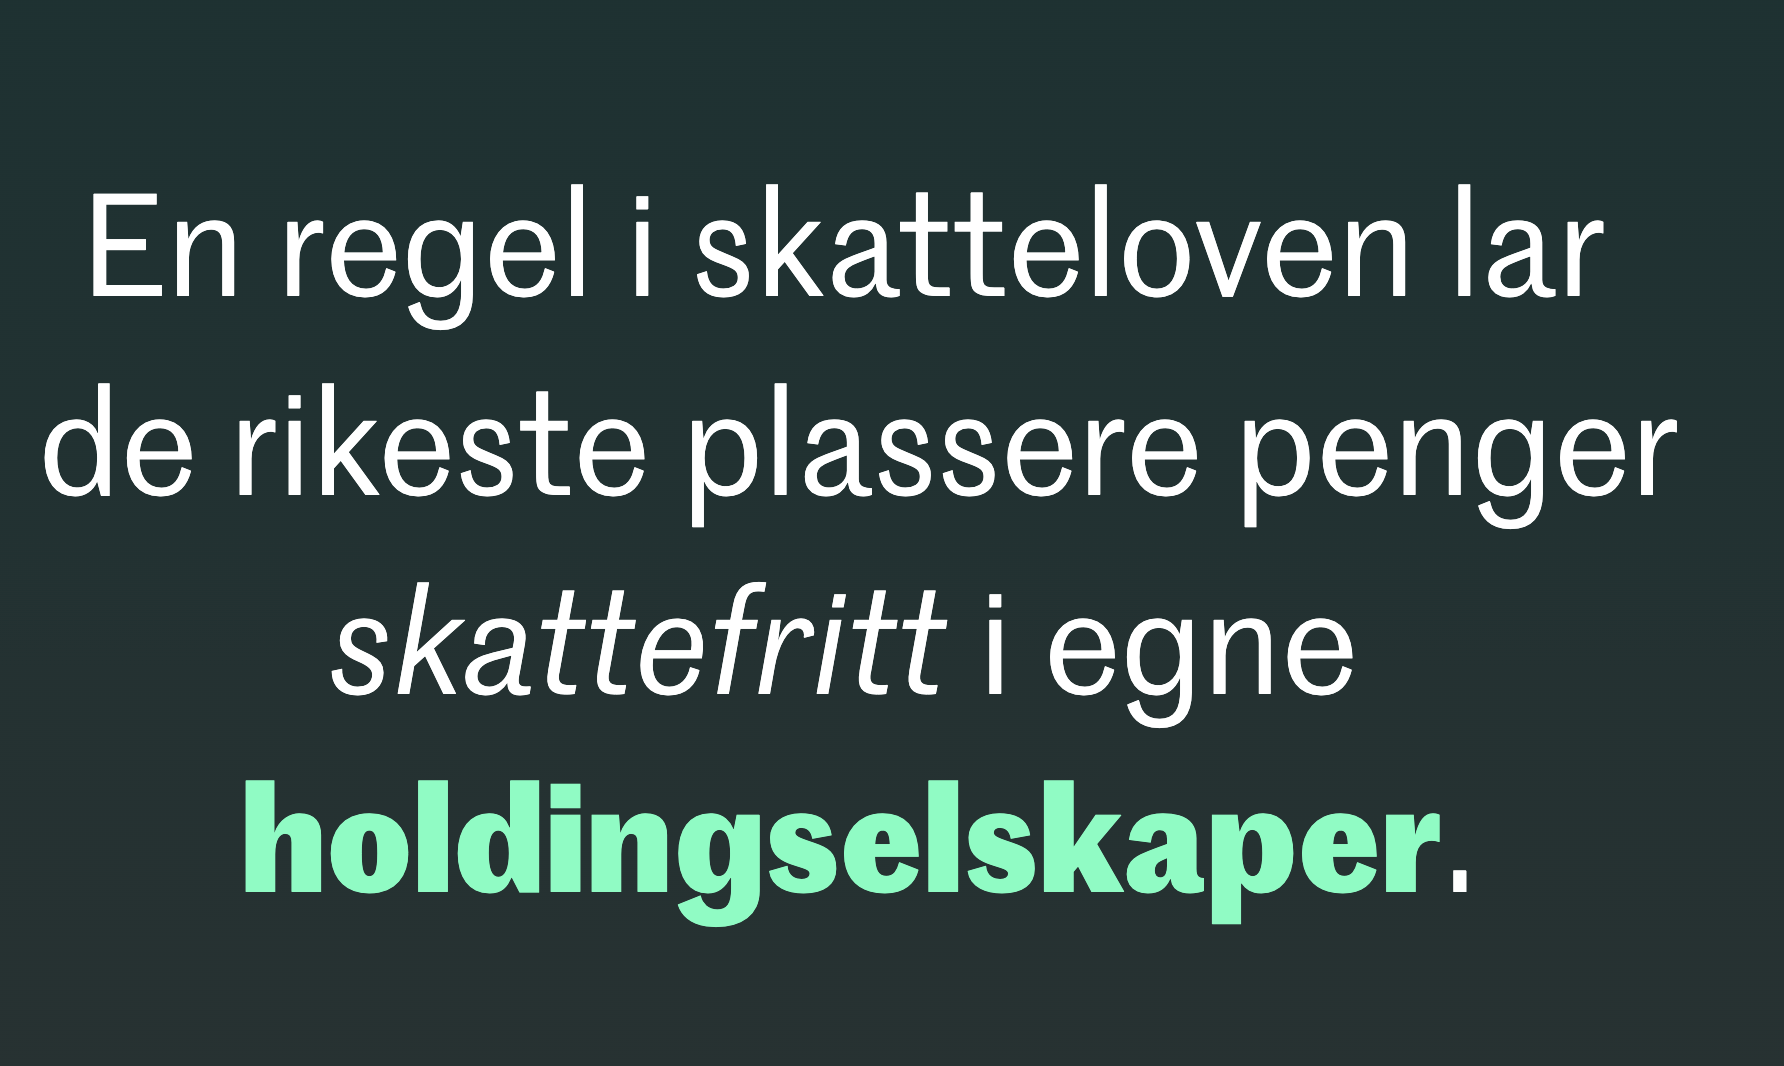 En regel i skatteloven lar
de rikeste plassere penger
skattefritt i egne
holdingselskaper.